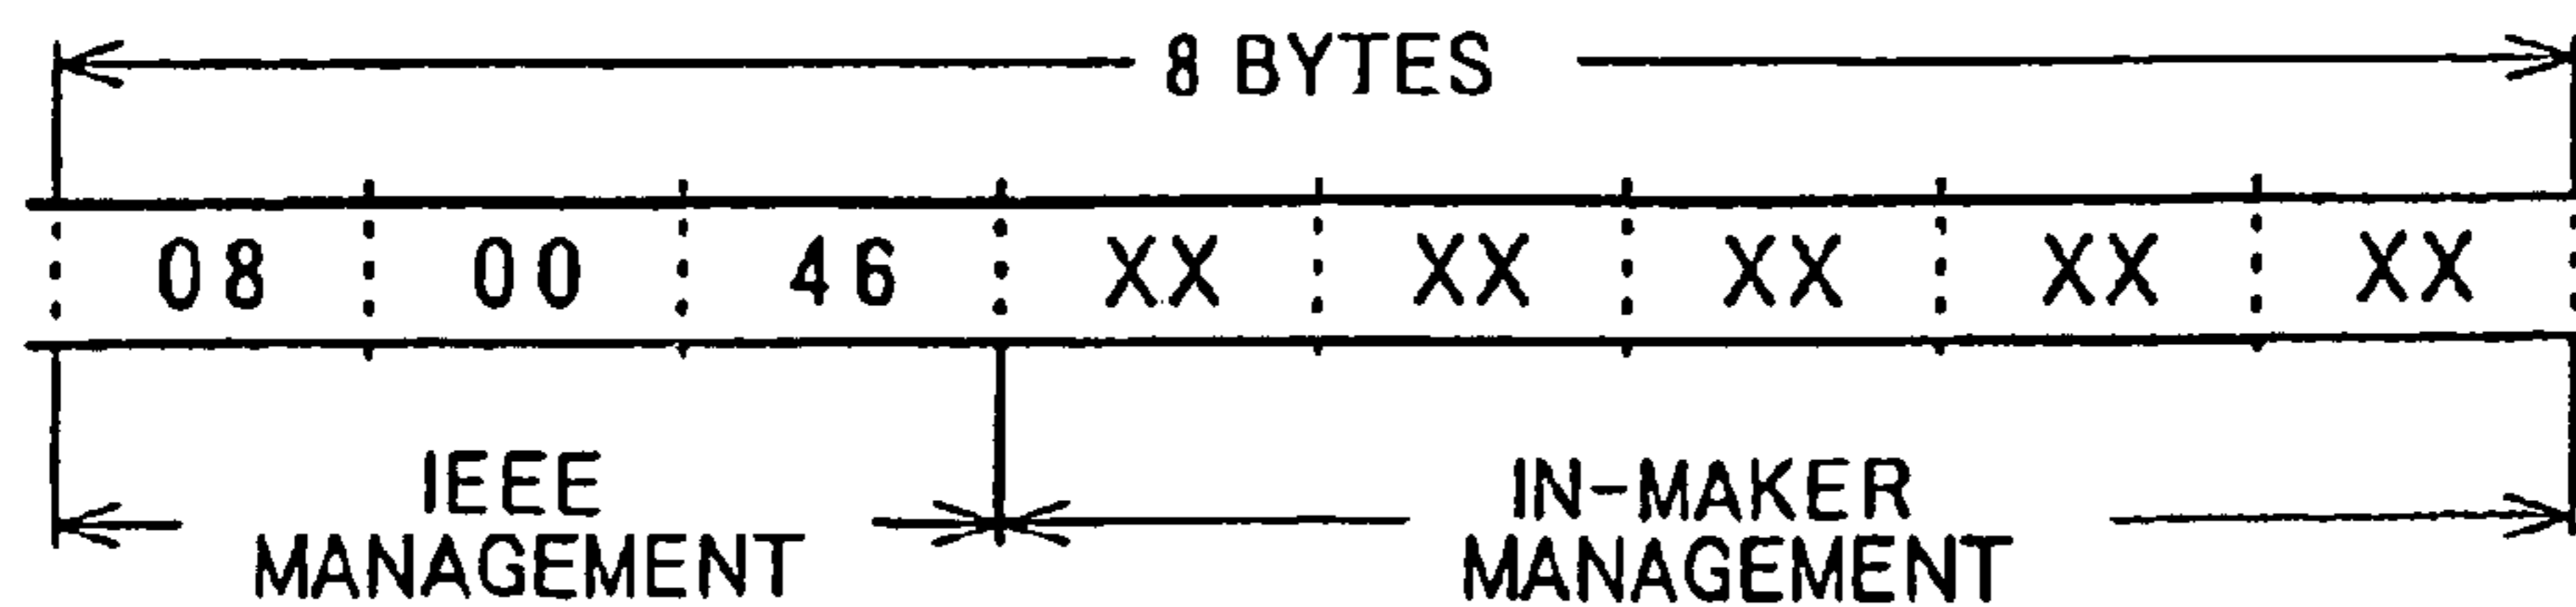 8 BYTES
08 00 46 XX XX XX XX XX
IEEE
MANAGEMENT
IN-MAKER
MANAGEMENT